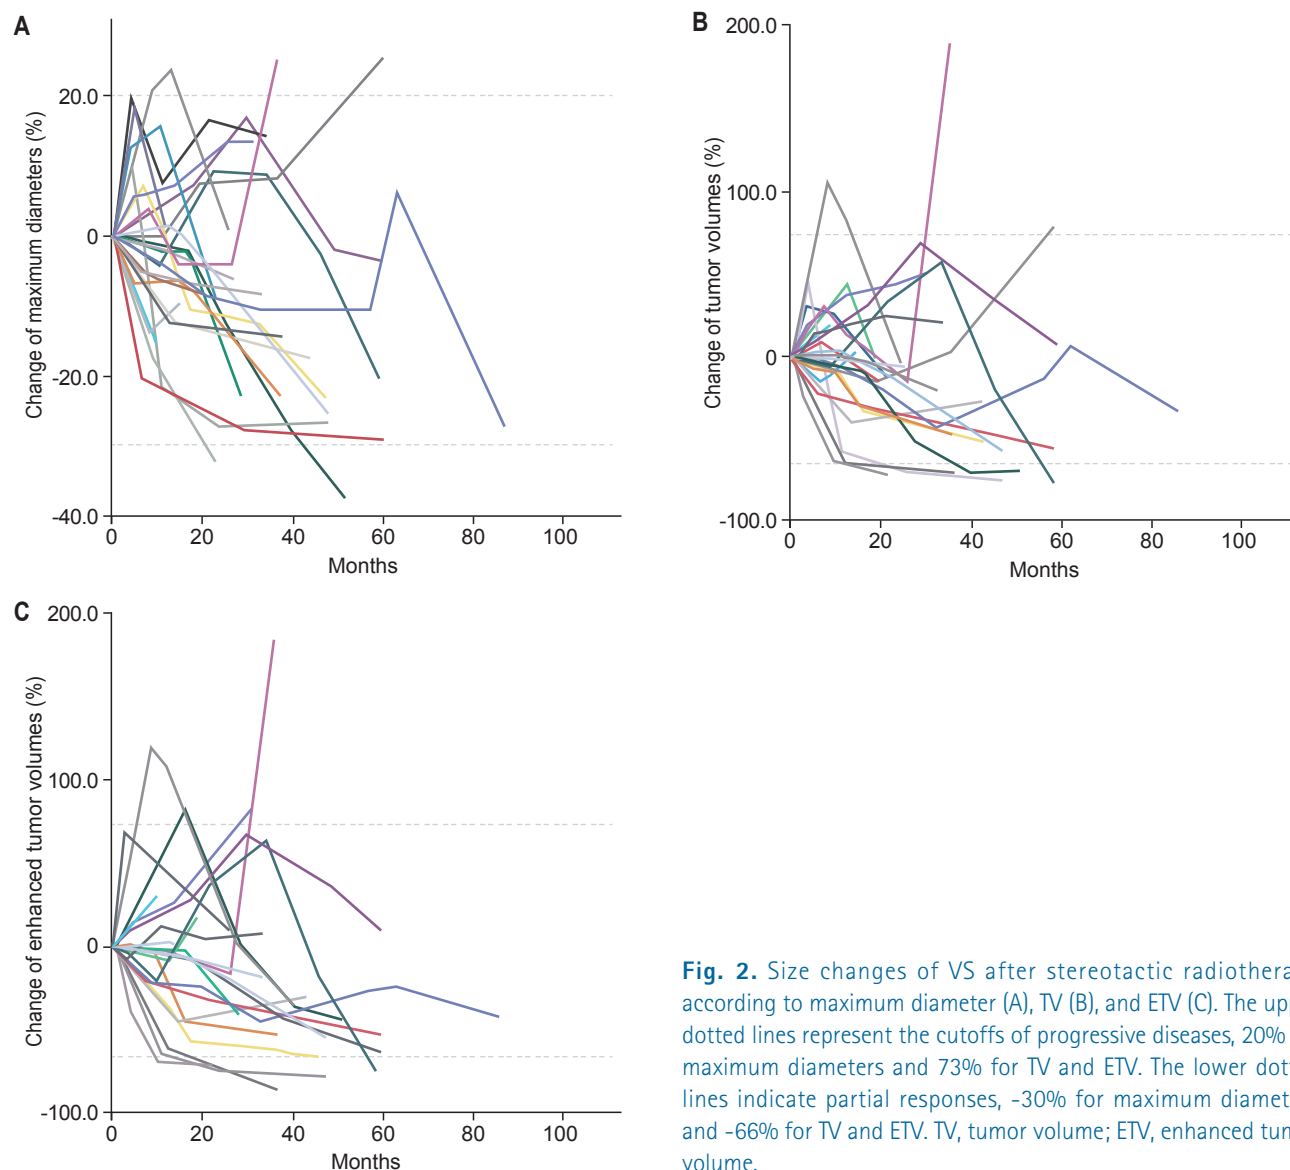 A
Change of maximum diameters (%)
20.0
0
-20.0
-40.0
0 20 40 60 80 100
Months
B
Change of tumor volumes (%)
200.0
100.0
0
-100.0
0 20 40 60 80 100
Months
C
Change of enhanced tumor volumes (%)
200.0
100.0
0
-100.0
0 20 40 60 80 100
Months
Fig. 2. Size changes of VS after stereotactic radiothera
according to maximum diameter (A), TV (B), and ETV (C). The upp
dotted lines represent the cutoffs of progressive diseases, 20%
maximum diameters and 73% for TV and ETV. The lower dott
lines indicate partial responses, -30% for maximum diamet
and -66% for TV and ETV. TV, tumor volume; ETV, enhanced tum
volume.